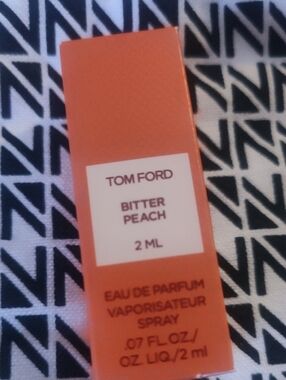 TOM FORD
BITTER
PEACH
2 ML
EAU DE PARFUM
VAPORISATEUR
SPRAY
.07 FL.OZ./
OZ. LIQ./2 ml